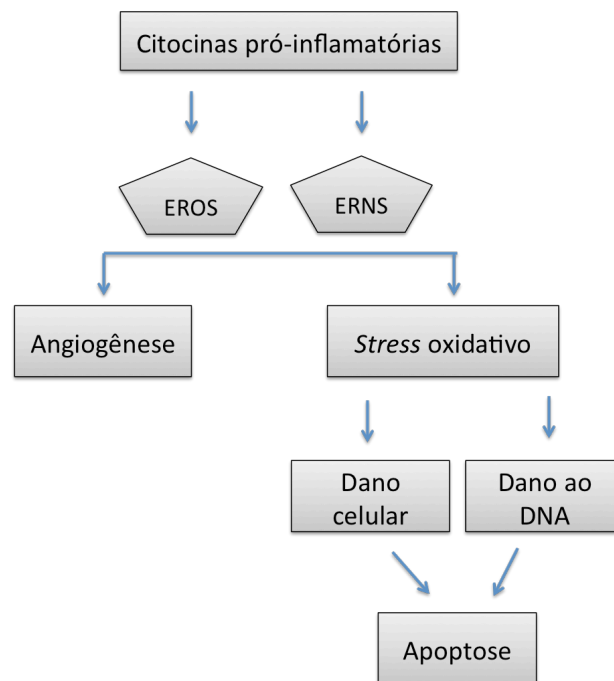 Citocinas pró-inflamatórias
EROS
ERNS
Angiogênese
Stress oxidativo
Dano
celular
Dano ao
DNA
Apoptose